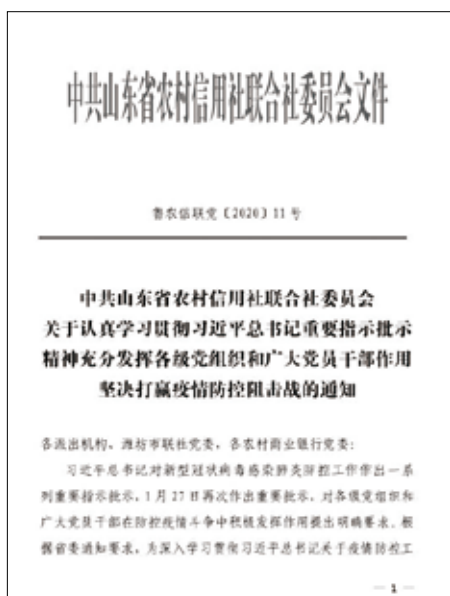 中共山东省农村信用社联合社委员会文件
鲁农信联党〔2020〕11号
中共山东省农村信用社联合社委员会
关于认真学习贯彻习近平总书记重要指示批示
精神充分发挥各级党组织和广大党员干部作用
坚决打赢疫情防控阻击战的通知
各派出机构、潍坊市联社党委，各农村商业银行党委：
习近平总书记对新型冠状病毒感染肺炎防控工作作出一系
列重要指示批示，1月27日再次作出重要批示，对各级党组织和
广大党员干部在防控疫情斗争中积极发挥作用提出明确要求。根
据省委通知要求，为深入学习贯彻习近平总书记关于疫情防控工
— 1 —